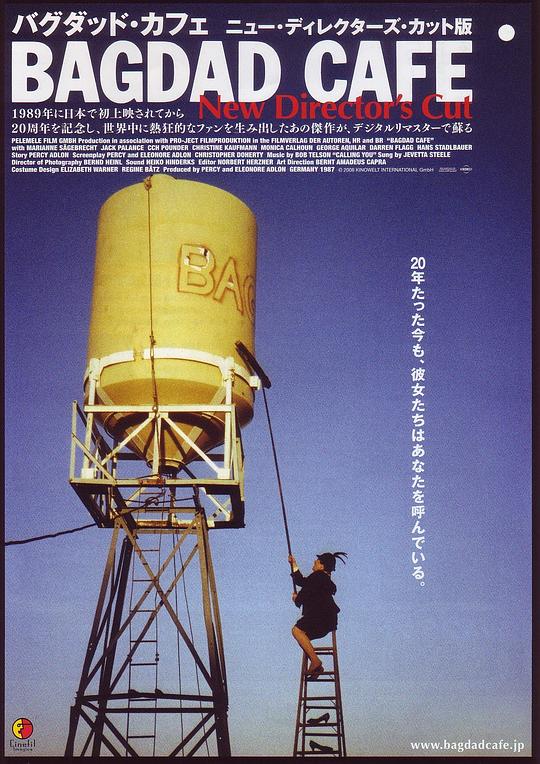 バグダッド・カフェ ニュー・ディレクターズ・カット版
BAGDAD CAFE
New Director's Cut
1989年に日本で初上映されてから
20周年を記念し、世界中に熱狂的なファンを生み出したあの傑作が、デジタルリマスターで蘇る
PELEMELE FILM GMBH Production in association with PRO-JECT FILMPRODUKTION in the FILMVERLAG DER AUTOREN, HR and BR "BAGDAD CAFE"
with MARIANNE SÄGEBRECHT JACK PALANCE CCH POUNDER CHRISTINE KAUFMANN MONICA CALHOUN GEORGE AQUILAR DARREN FLAGG HANS STADLBAUER
Story PERCY ADLON Screenplay PERCY and ELEONORE ADLON CHRISTOPHER DOHERTY Music by BOB TELSON "CALLING YOU" Sung by JEVETTA STEELE
Director of Photography BERND HEINL Sound HEIKO HINDERKS Editor NORBERT HERZNER Art Direction BERNT AMADEUS CAPRA
Costume Design ELIZABETH WARNER REGINE BÄTZ Produced by PERCY and ELEONORE ADLON GERMANY 1987 © 2008 KINOWELT INTERNATIONAL GmbH
BAG
20年たった今も、彼女たちはあなたを呼んでいる。
Cinefil
Imagica
www.bagdadcafe.jp